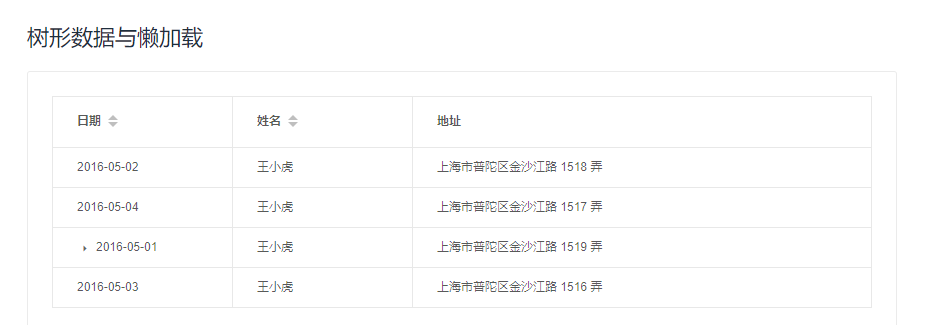 树形数据与懒加载
日期 姓名 地址
2016-05-02 王小虎 上海市普陀区金沙江路 1518 弄
2016-05-04 王小虎 上海市普陀区金沙江路 1517 弄
2016-05-01 王小虎 上海市普陀区金沙江路 1519 弄
2016-05-03 王小虎 上海市普陀区金沙江路 1516 弄